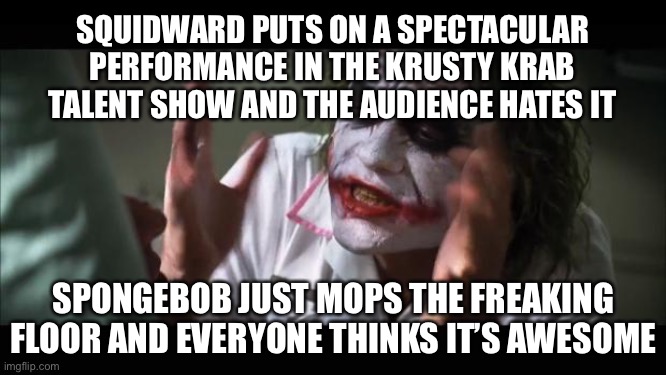 SQUIDWARD PUTS ON A SPECTACULAR
PERFORMANCE IN THE KRUSTY KRAB
TALENT SHOW AND THE AUDIENCE HATES IT
SPONGEBOB JUST MOPS THE FREAKING
FLOOR AND EVERYONE THINKS IT’S AWESOME
imgflip.com